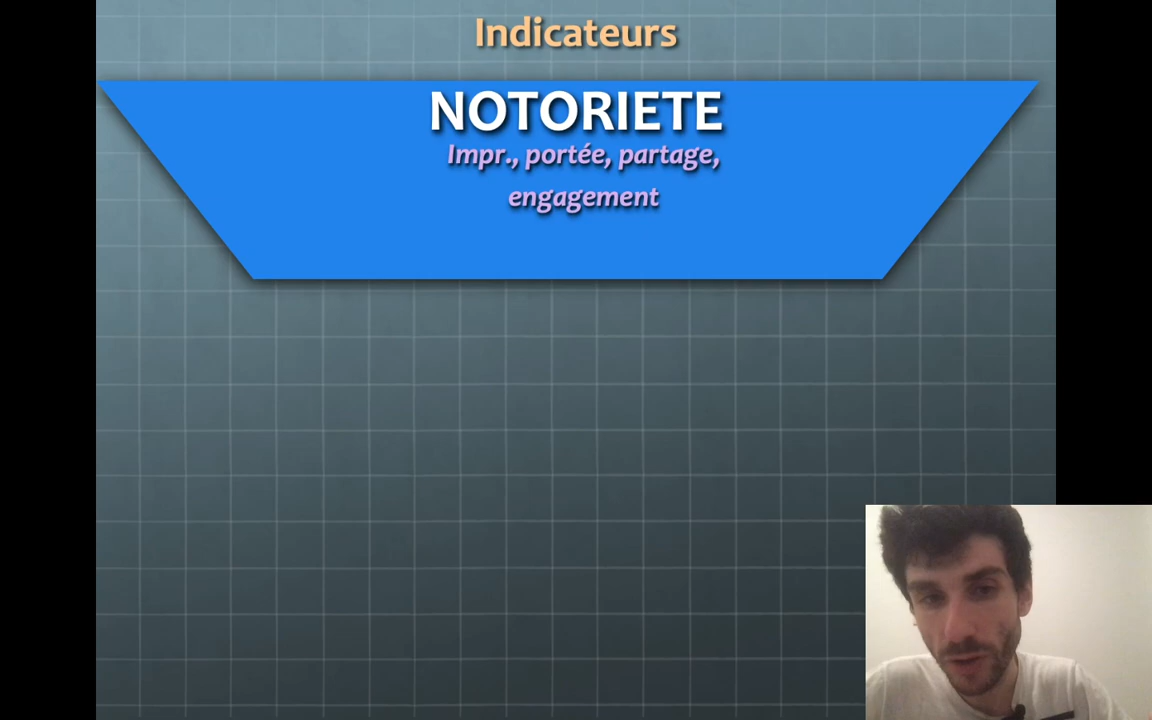 Indicateurs
NOTORIETE
Impr., portée, partage,
engagement